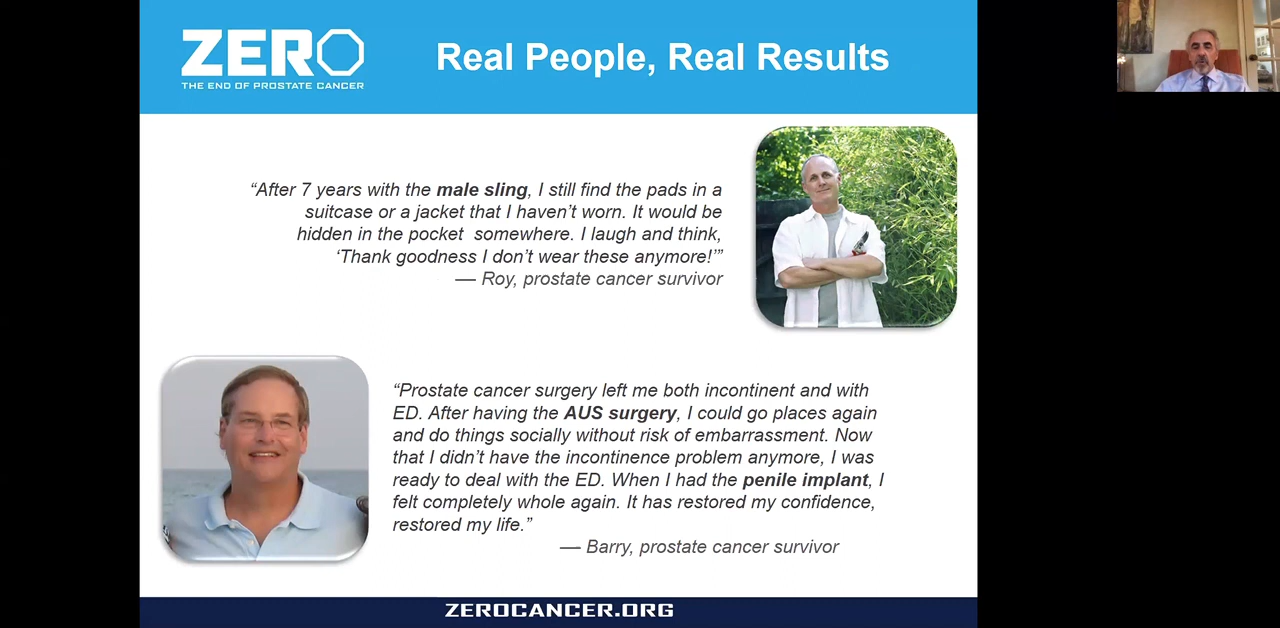 ZERO
THE END OF PROSTATE CANCER
Real People, Real Results
“After 7 years with the male sling, I still find the pads in a
suitcase or a jacket that I haven’t worn. It would be
hidden in the pocket somewhere. I laugh and think,
‘Thank goodness I don’t wear these anymore!’”
— Roy, prostate cancer survivor
“Prostate cancer surgery left me both incontinent and with
ED. After having the AUS surgery, I could go places again
and do things socially without risk of embarrassment. Now
that I didn’t have the incontinence problem anymore, I was
ready to deal with the ED. When I had the penile implant, I
felt completely whole again. It has restored my confidence,
restored my life.”
— Barry, prostate cancer survivor
ZEROCANCER.ORG